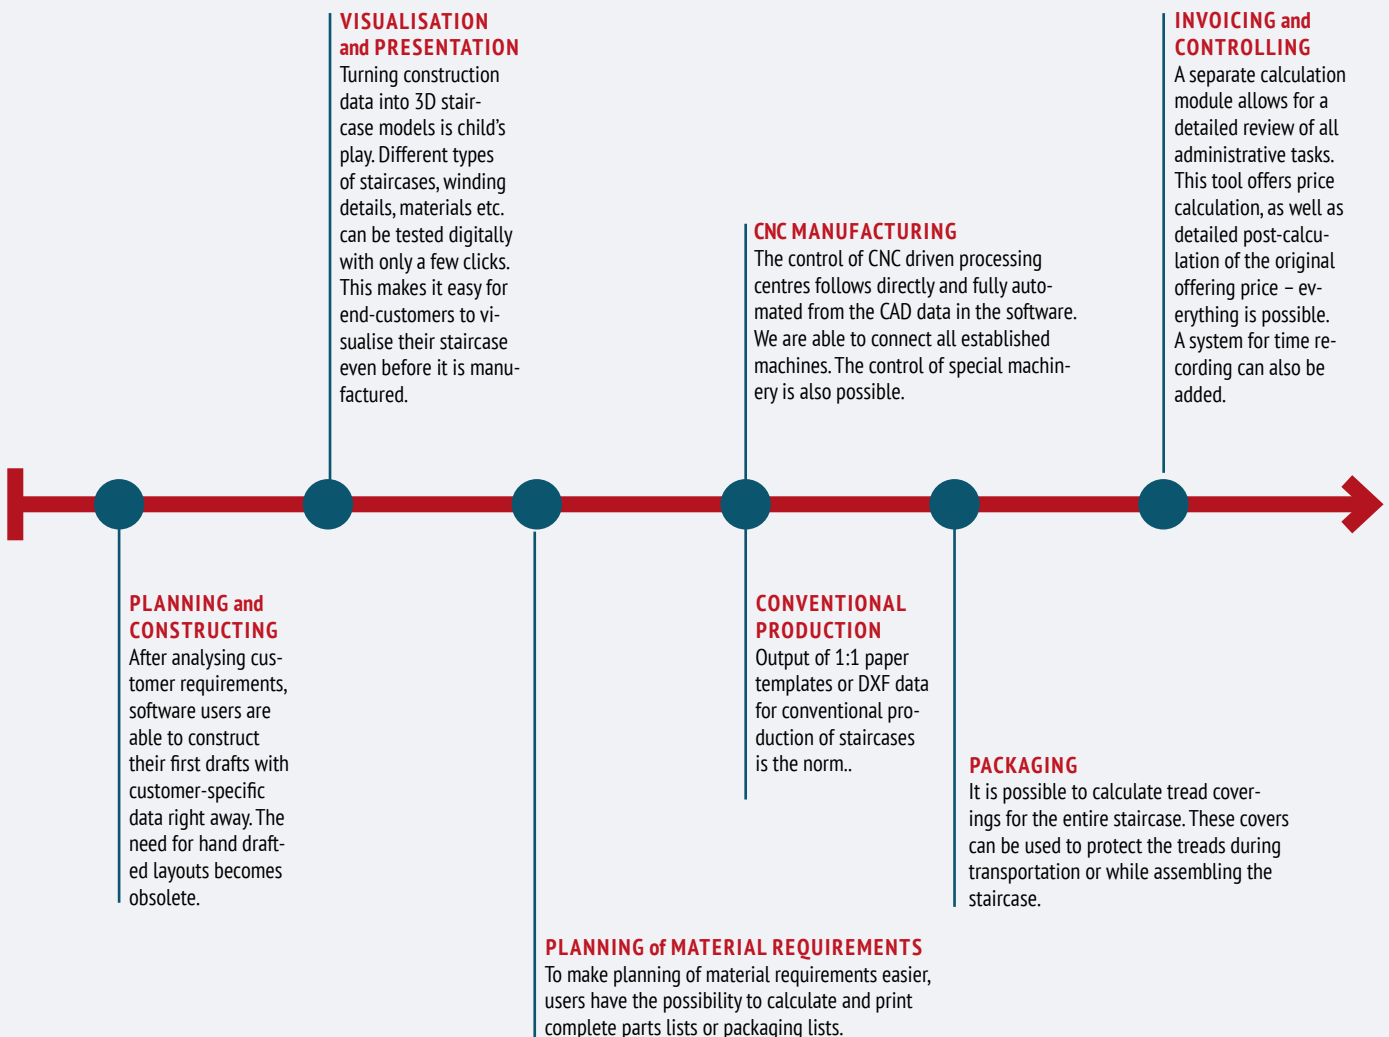 VISUALISATION
and PRESENTATION
Turning construction
data into 3D stair-
case models is child’s
play. Different types
of staircases, winding
details, materials etc.
can be tested digitally
with only a few clicks.
This makes it easy for
end-customers to vi-
sualise their staircase
even before it is manu-
factured.
CNC MANUFACTURING
The control of CNC driven processing
centres follows directly and fully auto-
mated from the CAD data in the software.
We are able to connect all established
machines. The control of special machin-
ery is also possible.
INVOICING and
CONTROLLING
A separate calculation
module allows for a
detailed review of all
administrative tasks.
This tool offers price
calculation, as well as
detailed post-calcu-
lation of the original
offering price – ev-
erything is possible.
A system for time re-
cording can also be
added.
PLANNING and
CONSTRUCTING
After analysing cus-
tomer requirements,
software users are
able to construct
their first drafts with
customer-specific
data right away. The
need for hand draft-
ed layouts becomes
obsolete.
CONVENTIONAL
PRODUCTION
Output of 1:1 paper
templates or DXF data
for conventional pro-
duction of staircases
is the norm..
PACKAGING
It is possible to calculate tread cover-
ings for the entire staircase. These covers
can be used to protect the treads during
transportation or while assembling the
staircase.
PLANNING of MATERIAL REQUIREMENTS
To make planning of material requirements easier,
users have the possibility to calculate and print
complete parts lists or packaging lists.